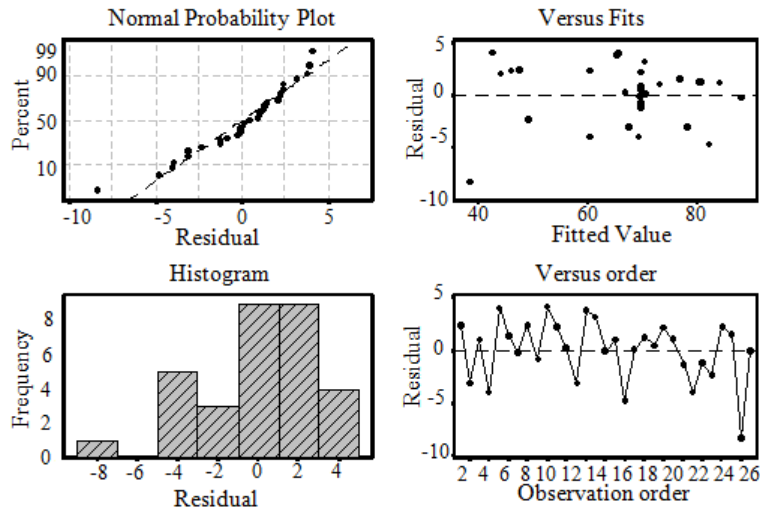 Normal Probability Plot
99
90
50
10
Percent
-10 -5 0 5
Residual
Versus Fits
5
0
-5
-10
Residual
40 60 80
Fitted Value
Histogram
8
6
4
2
0
Frequency
-8 -6 -4 -2 0 2 4
Residual
Versus order
5
0
-5
-10
Residual
2 4 6 8 10 12 14 16 18 20 22 24 26
Observation order